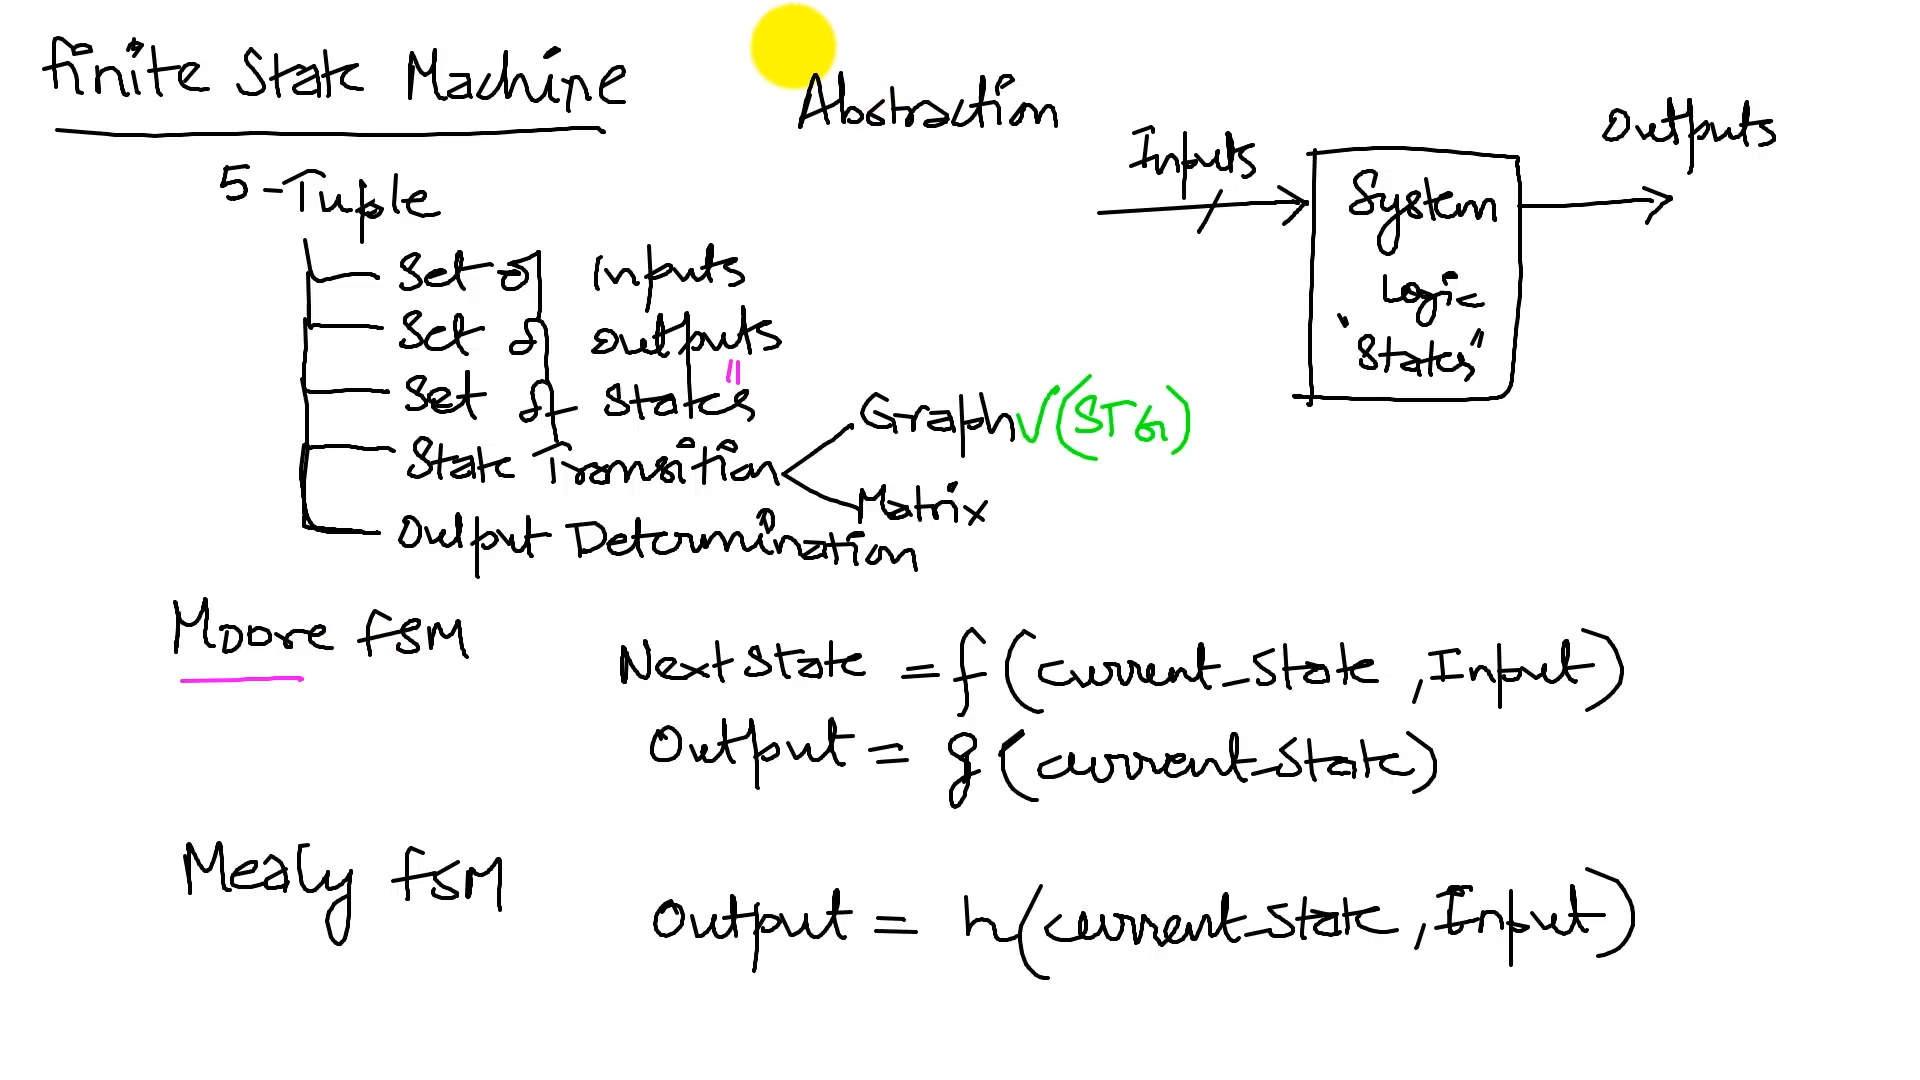 Finite State Machine
Abstraction
Inputs
Outputs
System
Logic
"States"
5-Tuple
Set of Inputs
Set of outputs
Set of States
State Transition
Graph √ (STG)
Matrix
Output Determination
Moore FSM
Next State = f(current_State, Input)
Output = g(current_State)
Mealy FSM
Output = h(current_State, Input)